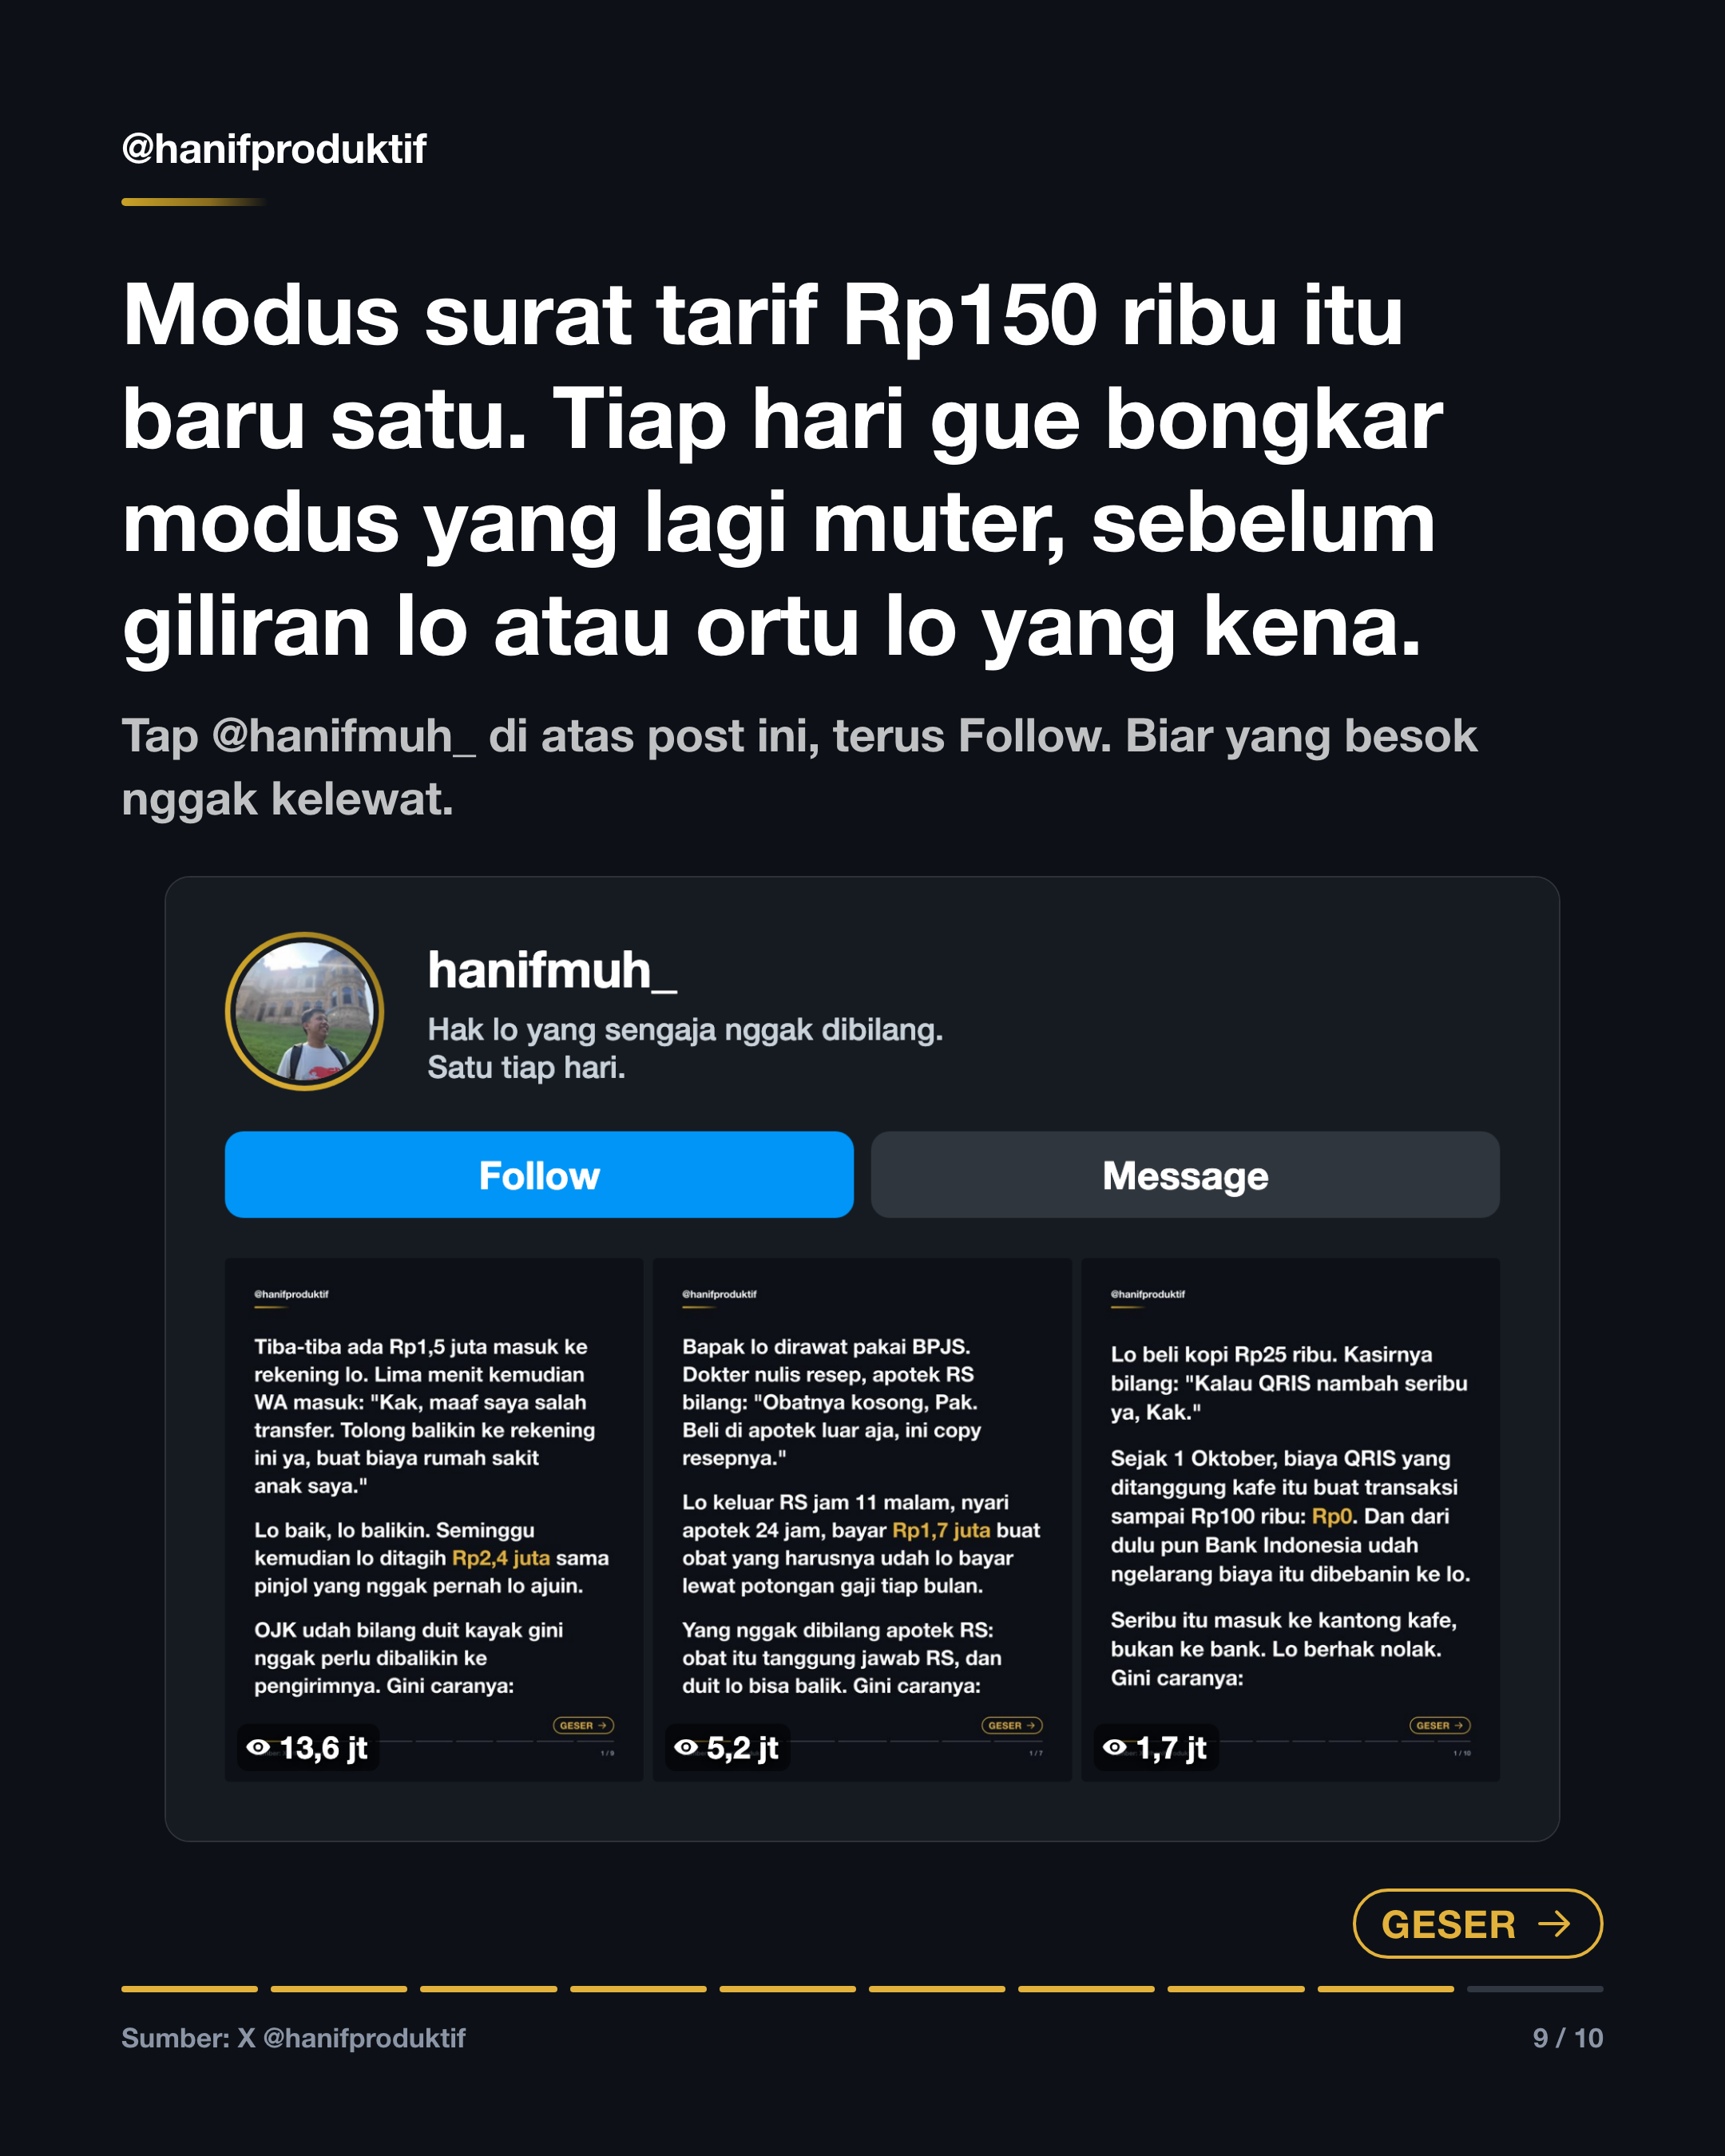 @hanifproduktif
Modus surat tarif Rp150 ribu itu
baru satu. Tiap hari gue bongkar
modus yang lagi muter, sebelum
giliran lo atau ortu lo yang kena.
Tap @hanifmuh_ di atas post ini, terus Follow. Biar yang besok
nggak kelewat.
hanifmuh_
Hak lo yang sengaja nggak dibilang.
Satu tiap hari.
Follow
Message
@hanifproduktif
Tiba-tiba ada Rp1,5 juta masuk ke
rekening lo. Lima menit kemudian
WA masuk: "Kak, maaf saya salah
transfer. Tolong balikin ke rekening
ini ya, buat biaya rumah sakit
anak saya."
Lo baik, lo balikin. Seminggu
kemudian lo ditagih Rp2,4 juta sama
pinjol yang nggak pernah lo ajuin.
OJK udah bilang duit kayak gini
nggak perlu dibalikin ke
pengirimnya. Gini caranya:
GESER →
13,6 jt
1 / 8
@hanifproduktif
Bapak lo dirawat pakai BPJS.
Dokter nulis resep, apotek RS
bilang: "Obatnya kosong, Pak.
Beli di apotek luar aja, ini copy
resepnya."
Lo keluar RS jam 11 malam, nyari
apotek 24 jam, bayar Rp1,7 juta buat
obat yang harusnya udah lo bayar
lewat potongan gaji tiap bulan.
Yang nggak dibilang apotek RS:
obat itu tanggung jawab RS, dan
duit lo bisa balik. Gini caranya:
GESER →
5,2 jt
1 / 7
@hanifproduktif
Lo beli kopi Rp25 ribu. Kasirnya
bilang: "Kalau QRIS nambah seribu
ya, Kak."
Sejak 1 Oktober, biaya QRIS yang
ditanggung kafe itu buat transaksi
sampai Rp100 ribu: Rp0. Dan dari
dulu pun Bank Indonesia udah
ngelarang biaya itu dibebanin ke lo.
Seribu itu masuk ke kantong kafe,
bukan ke bank. Lo berhak nolak.
Gini caranya:
GESER →
1,7 jt
1 / 10
GESER →
Sumber: X @hanifproduktif
9 / 10